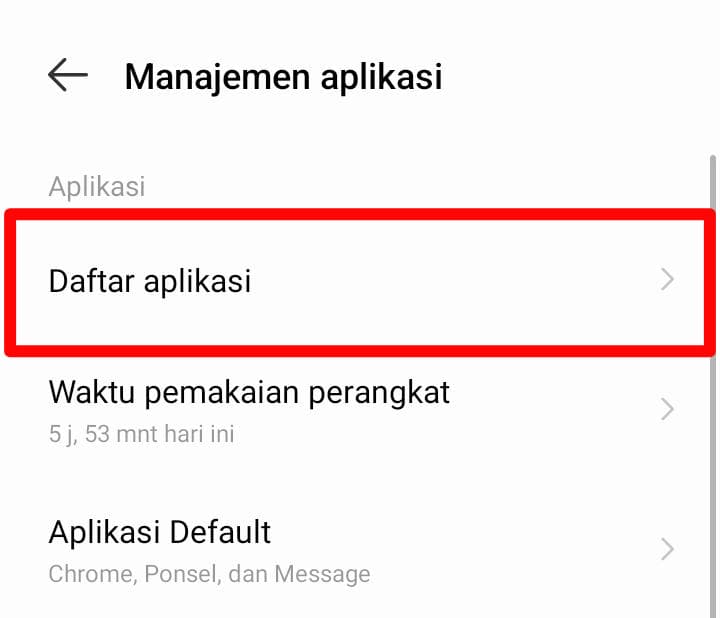 Manajemen aplikasi
Aplikasi
Daftar aplikasi
Waktu pemakaian perangkat
5 j, 53 mnt hari ini
Aplikasi Default
Chrome, Ponsel, dan Message